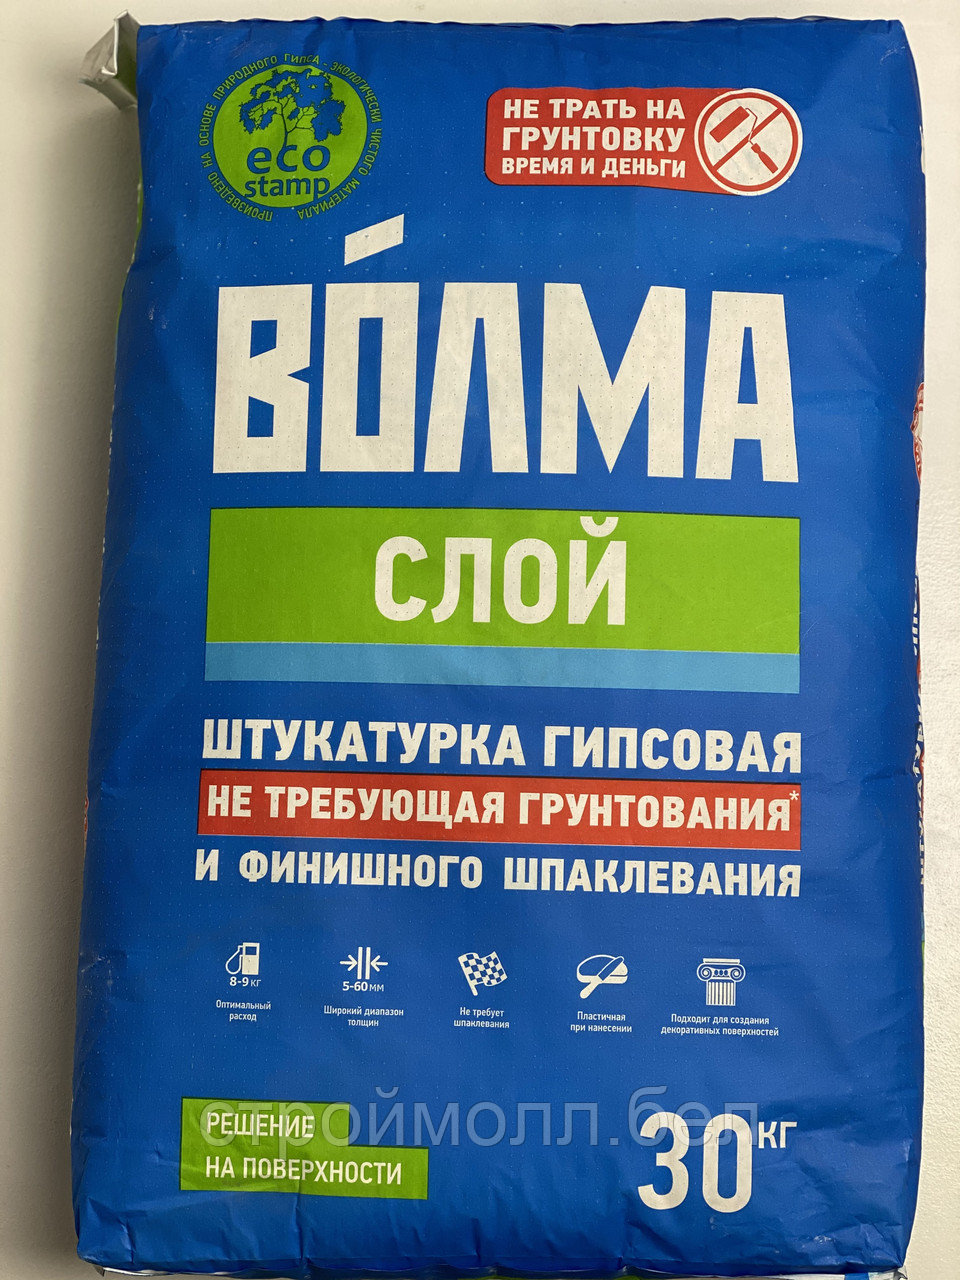 ПРОИЗВЕДЕНО НА ОСНОВЕ ПРИРОДНОГО ГИПСА - ЭКОЛОГИЧЕСКИ ЧИСТОГО МАТЕРИАЛА
eco
stamp
НЕ ТРАТЬ НА
ГРУНТОВКУ
ВРЕМЯ И ДЕНЬГИ
ВО́ЛМА
СЛОЙ
ШТУКАТУРКА ГИПСОВАЯ
НЕ ТРЕБУЮЩАЯ ГРУНТОВАНИЯ*
И ФИНИШНОГО ШПАКЛЕВАНИЯ
8-9 КГ
Оптимальный
расход
5-60 ММ
Широкий диапазон
толщин
Не требует
шпаклевания
Пластичная
при нанесении
Подходит для создания
декоративных поверхностей
строймолл.бел
РЕШЕНИЕ
НА ПОВЕРХНОСТИ
30 КГ